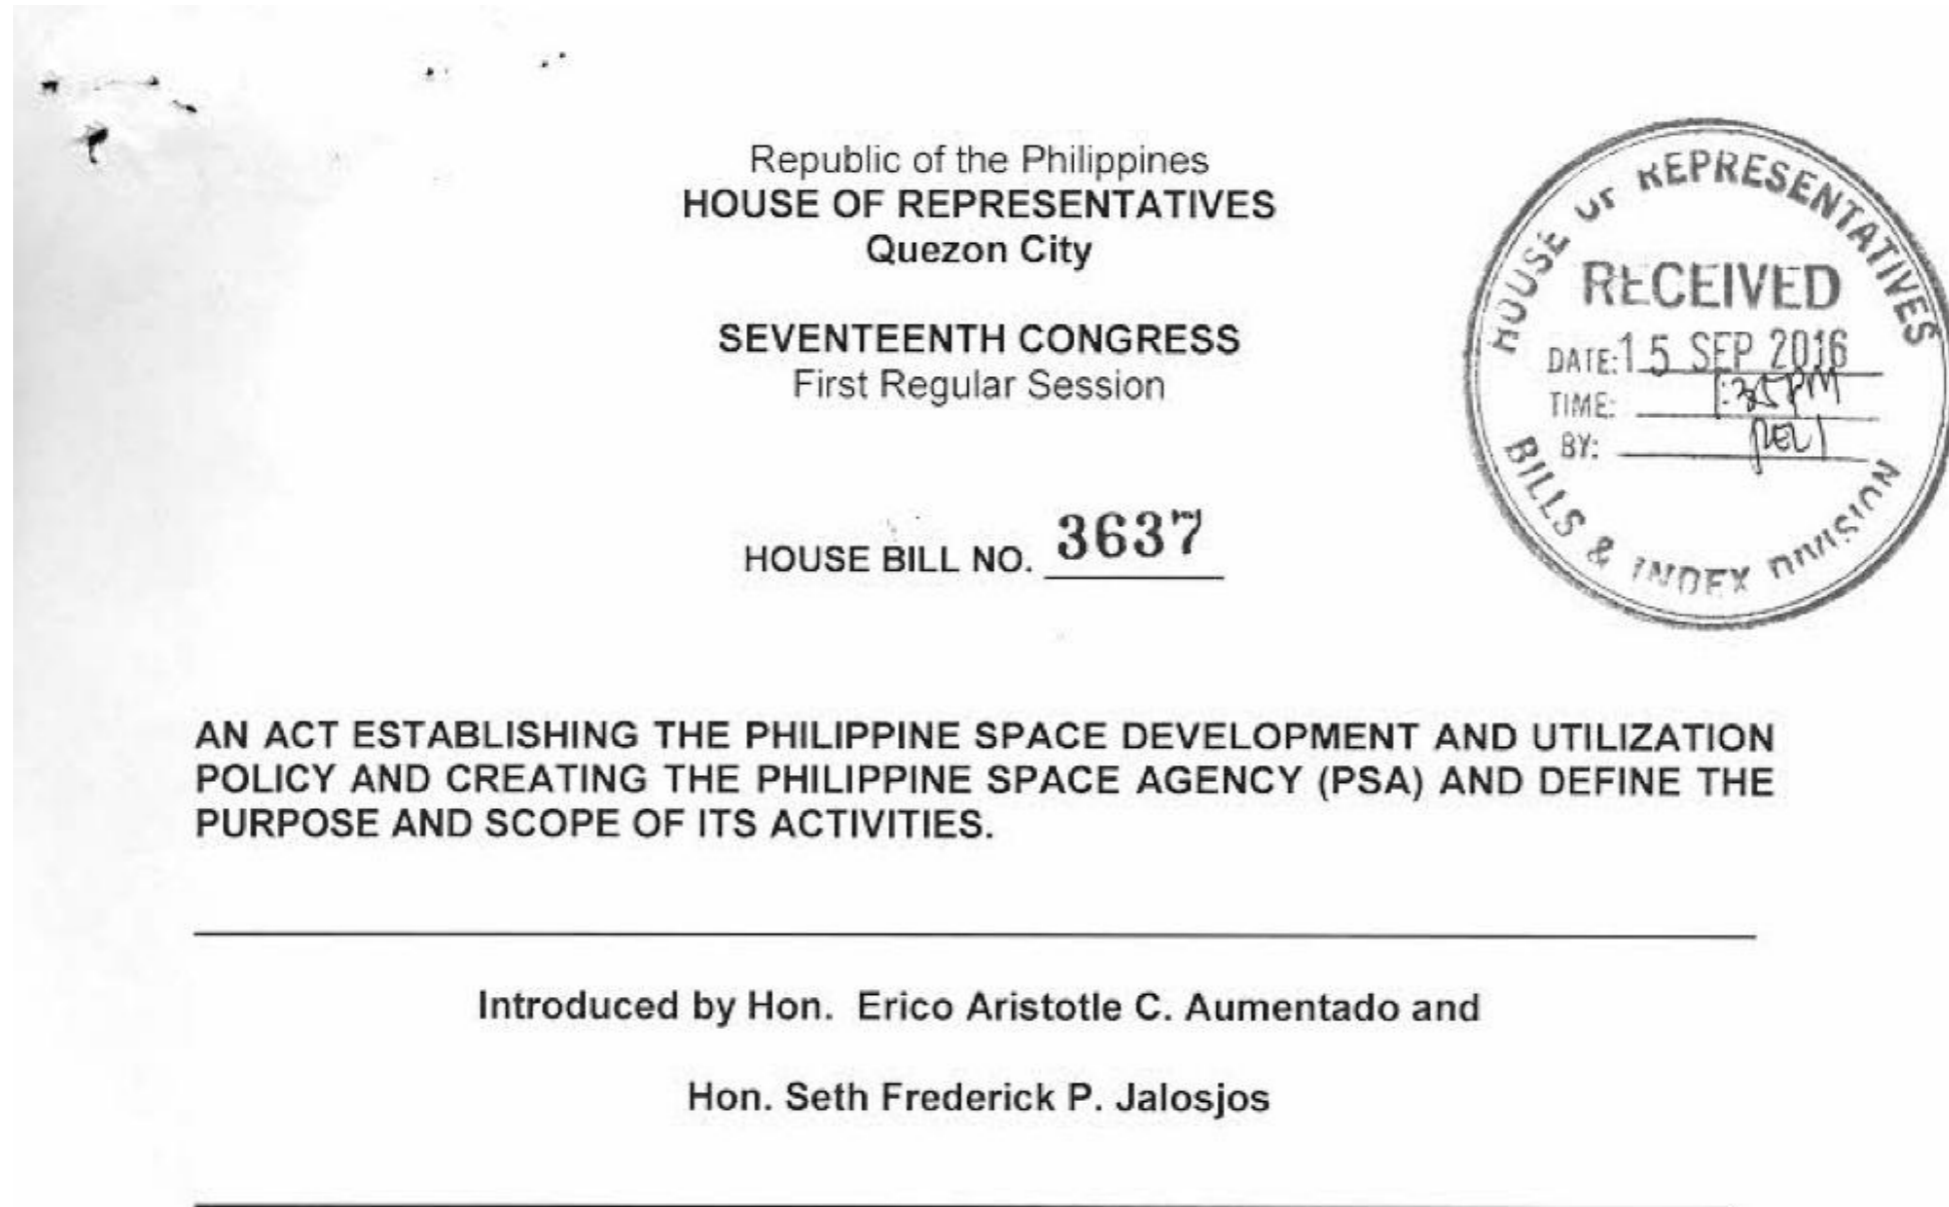 Republic of the Philippines
HOUSE OF REPRESENTATIVES
Quezon City
SEVENTEENTH CONGRESS
First Regular Session
HOUSE BILL NO. 3637
HOUSE OF REPRESENTATIVES
RECEIVED
DATE: 15 SEP 2016
TIME: 1:35 PM
BY:
BILLS & INDEX DIVISION
AN ACT ESTABLISHING THE PHILIPPINE SPACE DEVELOPMENT AND UTILIZATION
POLICY AND CREATING THE PHILIPPINE SPACE AGENCY (PSA) AND DEFINE THE
PURPOSE AND SCOPE OF ITS ACTIVITIES.
Introduced by Hon. Erico Aristotle C. Aumentado and
Hon. Seth Frederick P. Jalosjos